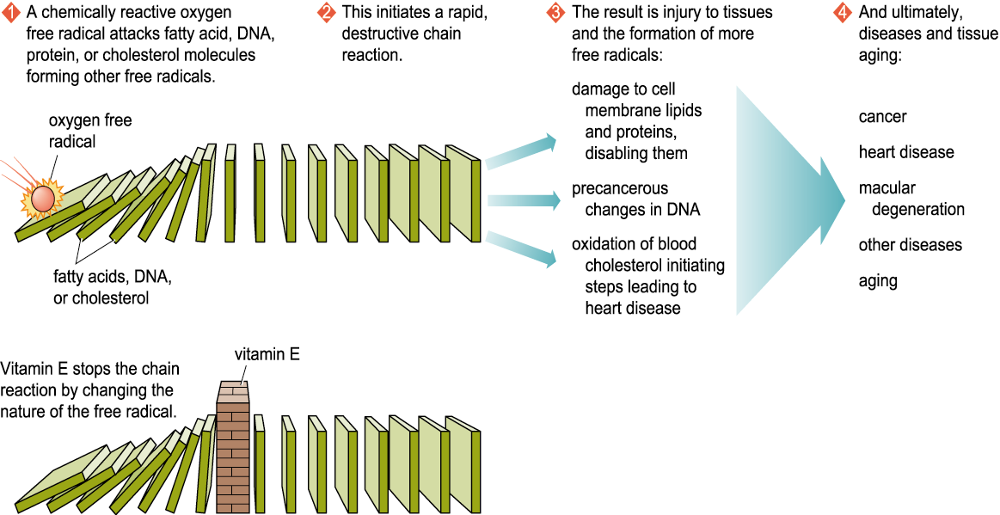 1 A chemically reactive oxygen
free radical attacks fatty acid, DNA,
protein, or cholesterol molecules
forming other free radicals.
2 This initiates a rapid,
destructive chain
reaction.
3 The result is injury to tissues
and the formation of more
free radicals:
4 And ultimately,
diseases and tissue
aging:
oxygen free
radical
fatty acids, DNA,
or cholesterol
damage to cell
membrane lipids
and proteins,
disabling them
precancerous
changes in DNA
oxidation of blood
cholesterol initiating
steps leading to
heart disease
cancer
heart disease
macular
degeneration
other diseases
aging
Vitamin E stops the chain
reaction by changing the
nature of the free radical.
vitamin E